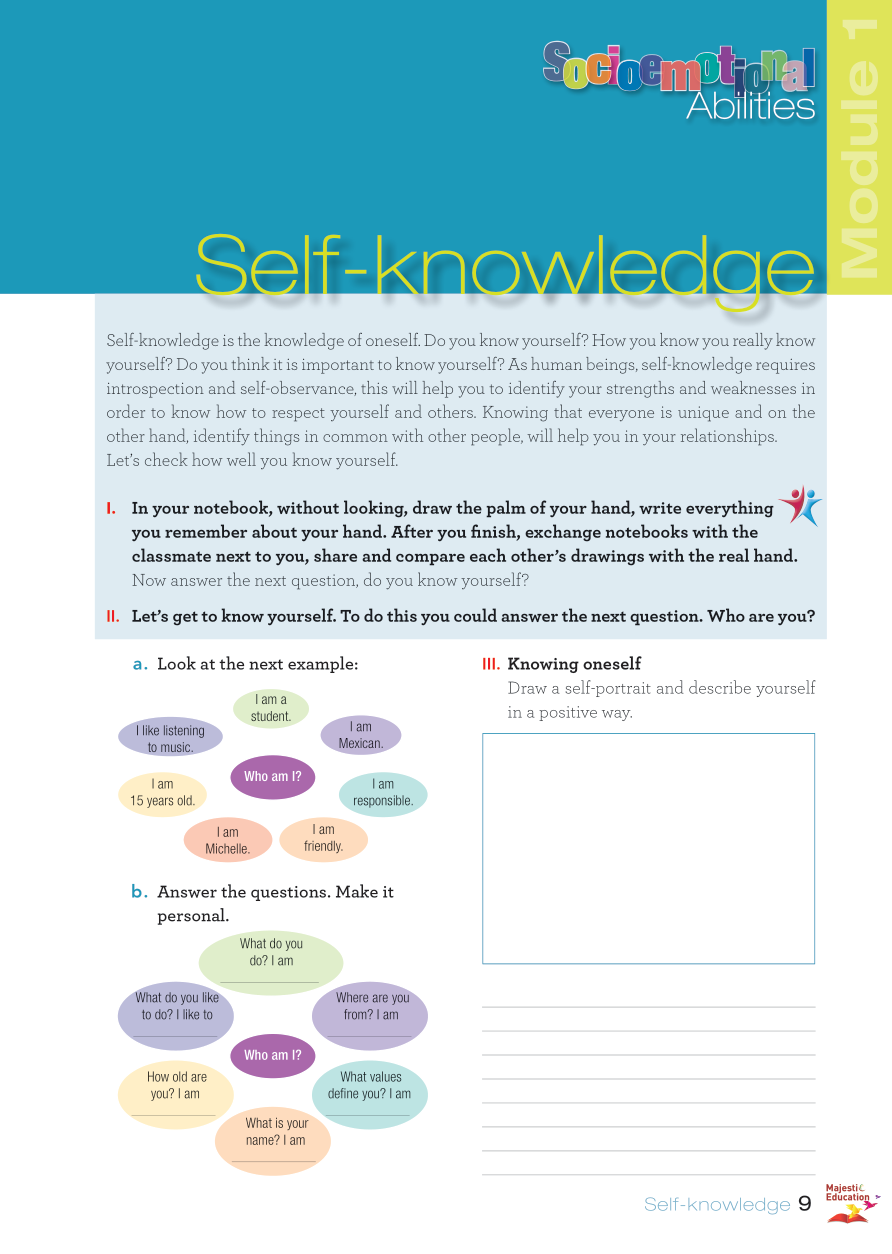 Module 1
Socioemotional
Abilities
Self-knowledge
Self-knowledge is the knowledge of oneself. Do you know yourself? How you know you really know
yourself? Do you think it is important to know yourself? As human beings, self-knowledge requires
introspection and self-observance, this will help you to identify your strengths and weaknesses in
order to know how to respect yourself and others. Knowing that everyone is unique and on the
other hand, identify things in common with other people, will help you in your relationships.
Let's check how well you know yourself.
I. In your notebook, without looking, draw the palm of your hand, write everything
you remember about your hand. After you finish, exchange notebooks with the
classmate next to you, share and compare each other's drawings with the real hand.
Now answer the next question, do you know yourself?
II. Let's get to know yourself. To do this you could answer the next question. Who are you?
a. Look at the next example:
I am a
student.
I like listening
to music.
I am
Mexican.
Who am I?
I am
15 years old.
I am
responsible.
I am
Michelle.
I am
friendly.
b. Answer the questions. Make it
personal.
What do you
do? I am
What do you like
to do? I like to
Where are you
from? I am
Who am I?
How old are
you? I am
What values
define you? I am
What is your
name? I am
III. Knowing oneself
Draw a self-portrait and describe yourself
in a positive way.
Self-knowledge 9
Majestic
Education